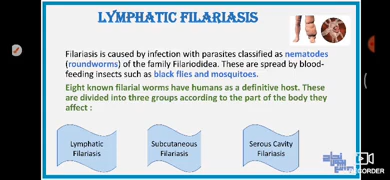 LYMPHATIC FILARIASIS
Filariasis is caused by infection with parasites classified as nematodes
(roundworms) of the family Filariodidea. These are spread by blood-
feeding insects such as black flies and mosquitoes.
Eight known filarial worms have humans as a definitive host. These
are divided into three groups according to the part of the body they
affect :
Lymphatic
Filariasis
Subcutaneous
Filariasis
Serous Cavity
Filariasis